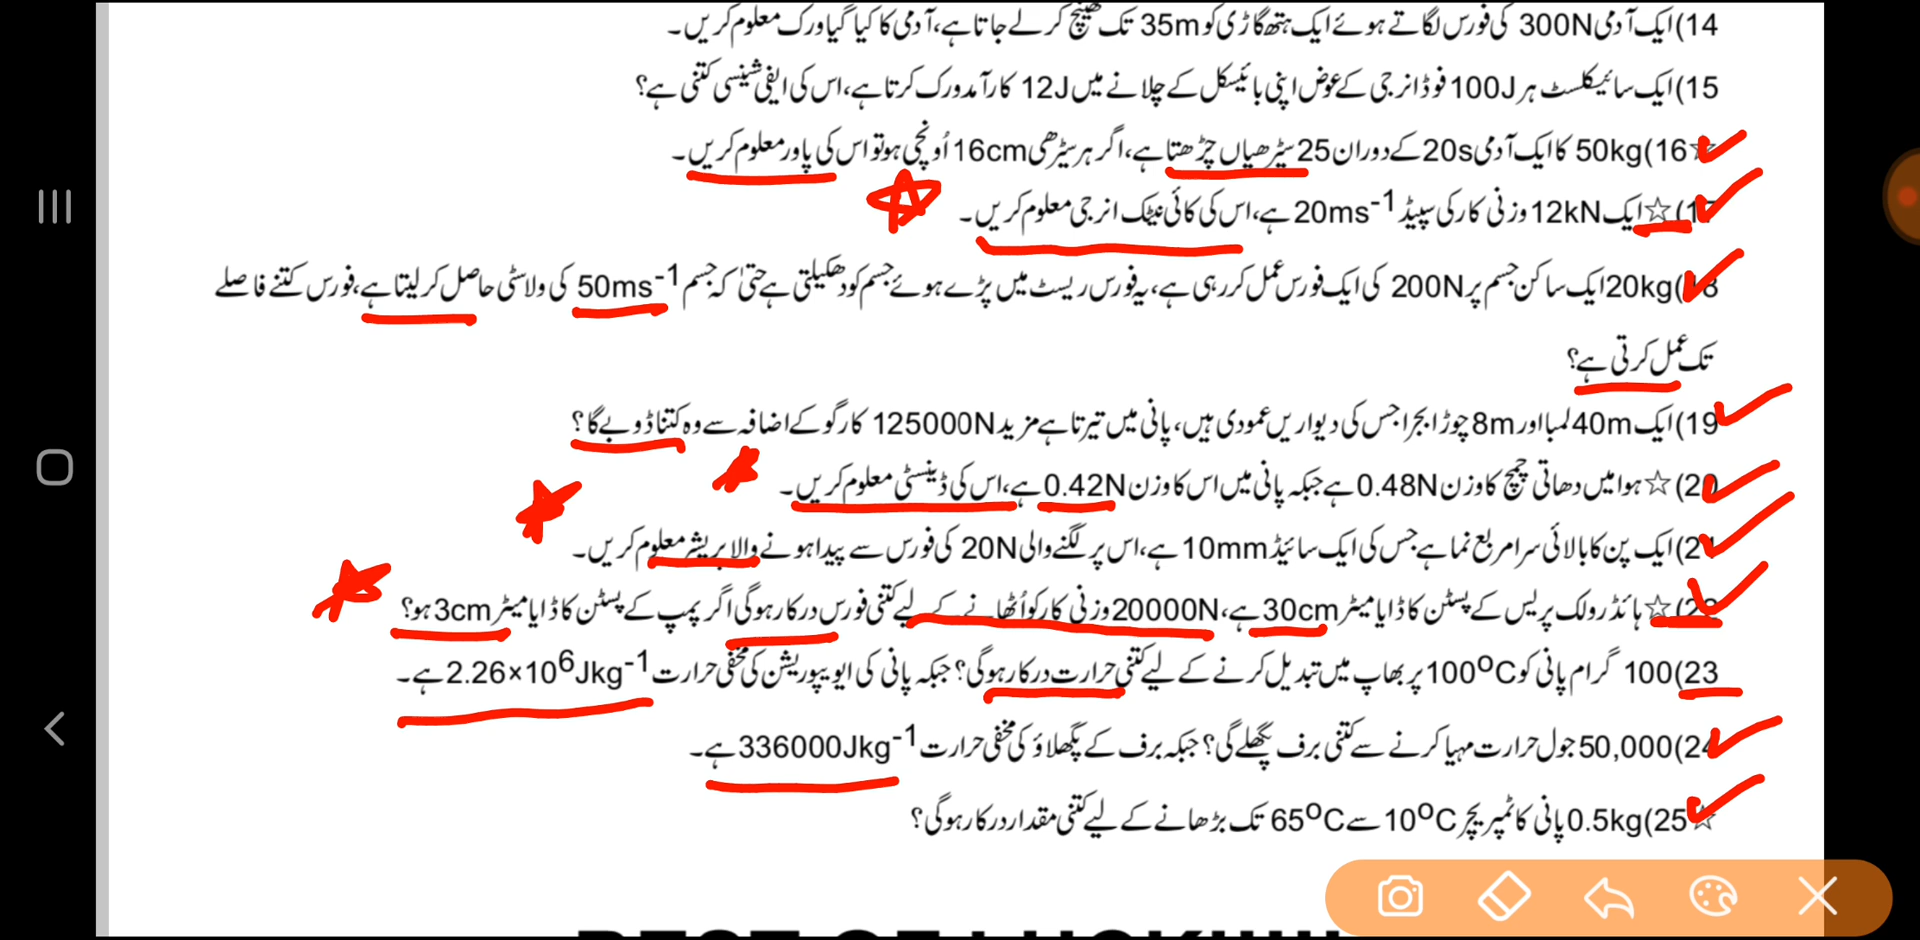 14) ایک آدمی 300N کی فورس لگاتے ہوئے ایک ہتھ گاڑی کو 35m تک کھینچ کر لے جاتا ہے، آدمی کا کیا گیا ورک معلوم کریں۔
15) ایک سائیکلسٹ ہر 100J فوڈ انرجی کے عوض اپنی بائیسکل کے چلانے میں 12J کارآمد ورک کرتا ہے، اس کی ایفی شینسی کتنی ہے؟
☆16) 50kg کا ایک آدمی 20s کے دوران 25 سیڑھیاں چڑھتا ہے، اگر ہر سیڑھی 16cm اُونچی ہو تو اس کی پاور معلوم کریں۔
17) ☆ ایک 12kN وزنی کار کی سپیڈ 20ms⁻¹ ہے، اس کی کائی نیٹک انرجی معلوم کریں۔
18) 20kg ایک ساکن جسم پر 200N کی ایک فورس عمل کر رہی ہے، یہ فورس ریسٹ میں پڑے ہوئے جسم کو دھکیلتی ہے حتیٰ کہ جسم 50ms⁻¹ کی ولاسٹی حاصل کر لیتا ہے، فورس کتنے فاصلے
تک عمل کرتی ہے؟
19) ایک 40m لمبا اور 8m چوڑا بجرا جس کی دیواریں عمودی ہیں، پانی میں تیرتا ہے مزید 125000N کارگو کے اضافہ سے وہ کتنا ڈوبے گا؟
20) ☆ ہوا میں دھاتی چمچ کا وزن 0.48N ہے جبکہ پانی میں اس کا وزن 0.42N ہے، اس کی ڈینسٹی معلوم کریں۔
21) ایک پن کا بالائی سرا مربع نما ہے جس کی ایک سائیڈ 10mm ہے، اس پر لگنے والی 20N کی فورس سے پیدا ہونے والا پریشر معلوم کریں۔
22) ☆ ہائڈرولک پریس کے پسٹن کا ڈایا میٹر 30cm ہے، 20000N وزنی کار کو اُٹھانے کے لیے کتنی فورس درکار ہوگی اگر پمپ کے پسٹن کا ڈایا میٹر 3cm ہو؟
23) 100 گرام پانی کو 100⁰C پر بھاپ میں تبدیل کرنے کے لیے کتنی حرارت درکار ہوگی؟ جبکہ پانی کی ایویپوریشن کی مخفی حرارت 2.26×10⁶Jkg⁻¹ ہے۔
24) 50,000 جول حرارت مہیا کرنے سے کتنی برف پگھلے گی؟ جبکہ برف کے پگھلاؤ کی مخفی حرارت 336000Jkg⁻¹ ہے۔
☆25) 0.5kg پانی کا ٹمپریچر 10⁰C سے 65⁰C تک بڑھانے کے لیے کتنی مقدار درکار ہوگی؟